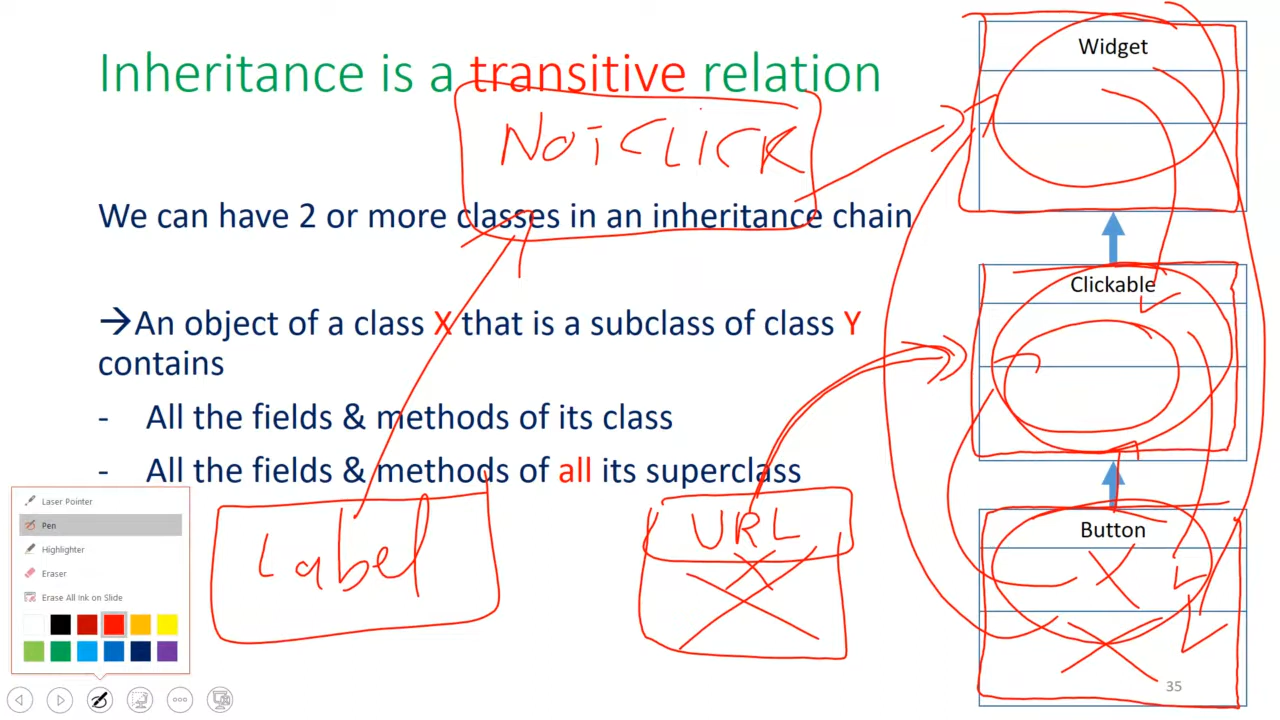 Inheritance is a transitive relation
NOTCLICK
We can have 2 or more classes in an inheritance chain
→An object of a class X that is a subclass of class Y
contains
- All the fields & methods of its class
- All the fields & methods of all its superclass
Widget
Clickable
Button
Label
URL
Laser Pointer
Pen
Highlighter
Eraser
Erase All Ink on Slide
35